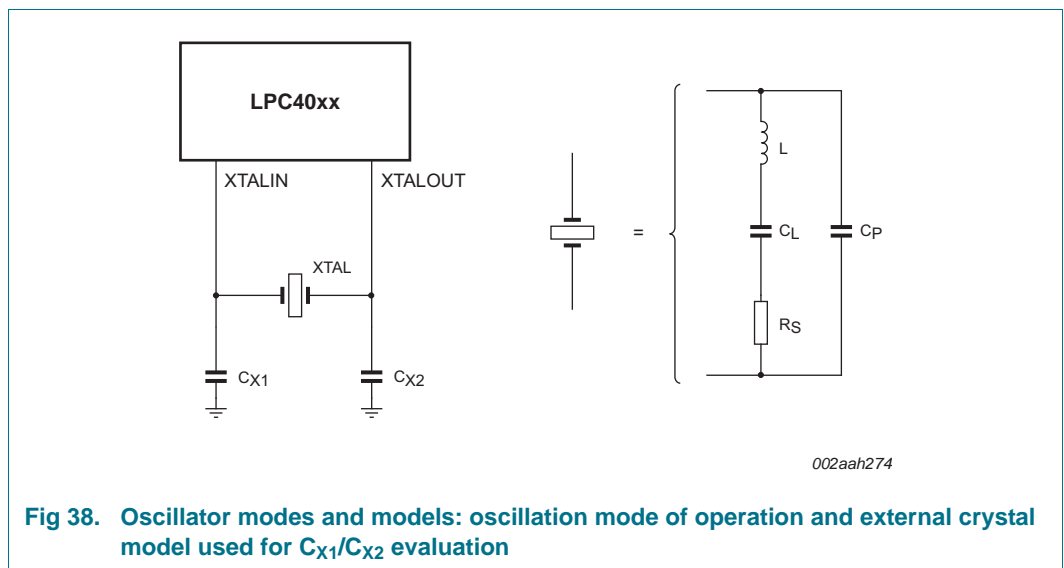 LPC40xx
XTALIN
XTALOUT
XTAL
CX1
CX2
=
L
CL
CP
RS
002aah274
Fig 38. Oscillator modes and models: oscillation mode of operation and external crystal
model used for CX1/CX2 evaluation